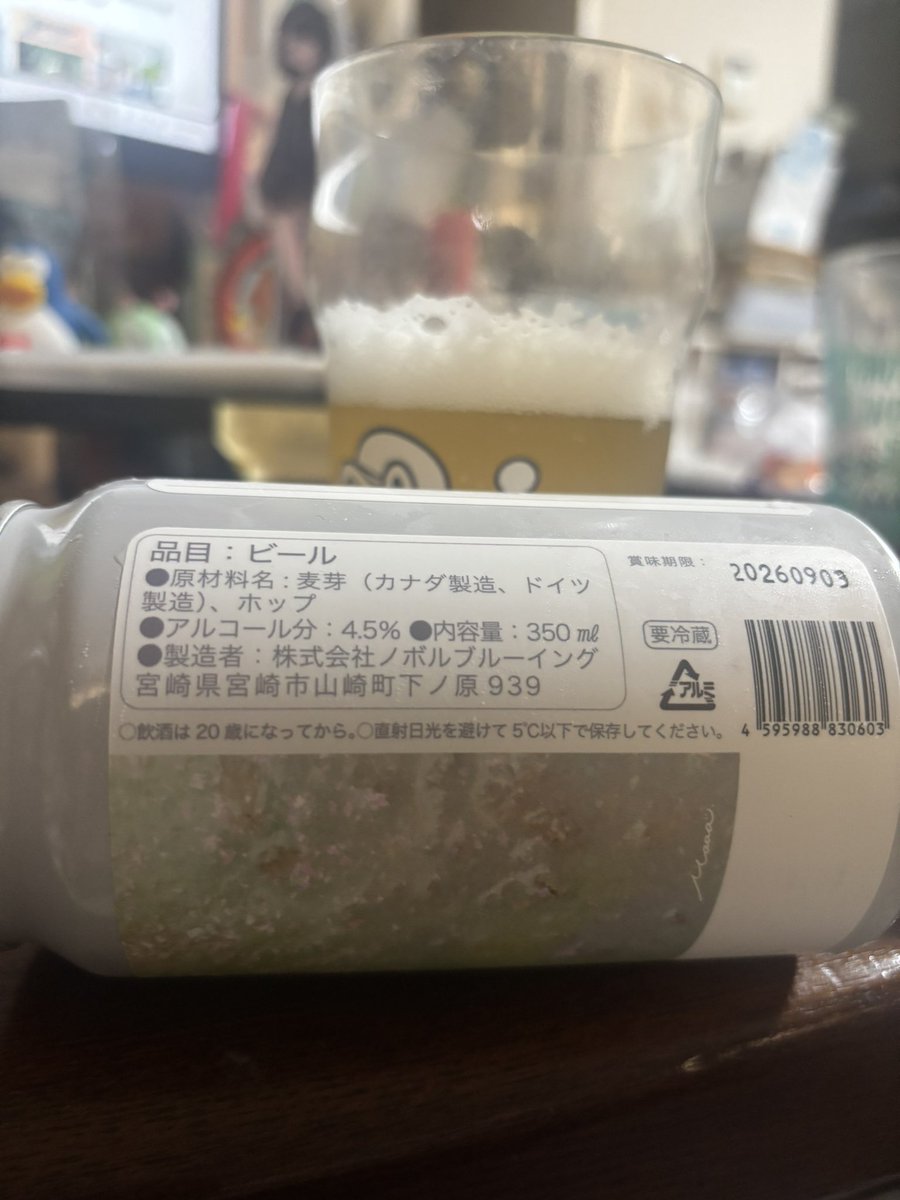 品目：ビール
●原材料名：麦芽（カナダ製造、ドイツ
製造）、ホップ
●アルコール分：4.5% ●内容量：350㎖
●製造者：株式会社ノボルブルーイング
宮崎県宮崎市山崎町下ノ原939
賞味期限：
20260903
要冷蔵
アルミ
4 595988 830603
○飲酒は20歳になってから。○直射日光を避けて5℃以下で保存してください。